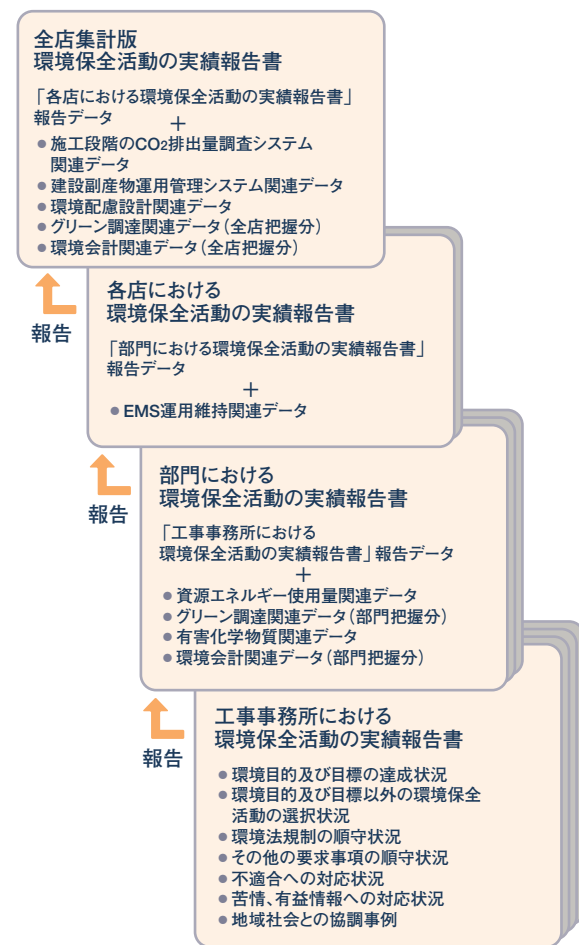 全店集計版
環境保全活動の実績報告書
「各店における環境保全活動の実績報告書」
報告データ
＋
●施工段階のCO2排出量調査システム
関連データ
●建設副産物運用管理システム関連データ
●環境配慮設計関連データ
●グリーン調達関連データ（全店把握分）
●環境会計関連データ（全店把握分）
報告
各店における
環境保全活動の実績報告書
「部門における環境保全活動の実績報告書」
報告データ
＋
●EMS運用維持関連データ
報告
部門における
環境保全活動の実績報告書
「工事事務所における
環境保全活動の実績報告書」報告データ
＋
●資源エネルギー使用量関連データ
●グリーン調達関連データ（部門把握分）
●有害化学物質関連データ
●環境会計関連データ（部門把握分）
報告
工事事務所における
環境保全活動の実績報告書
●環境目的及び目標の達成状況
●環境目的及び目標以外の環境保全
活動の選択状況
●環境法規制の順守状況
●その他の要求事項の順守状況
●不適合への対応状況
●苦情、有益情報への対応状況
●地域社会との協調事例